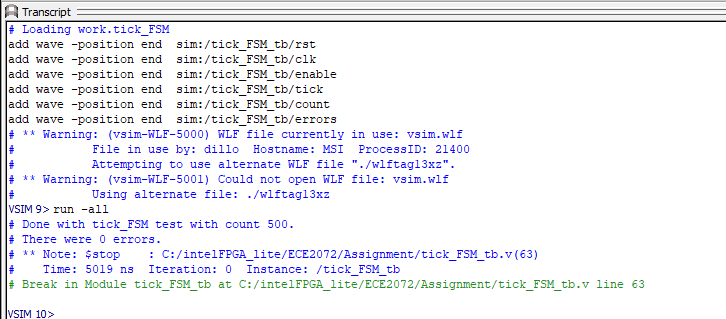 Transcript
# Loading work.tick_FSM
add wave -position end  sim:/tick_FSM_tb/rst
add wave -position end  sim:/tick_FSM_tb/clk
add wave -position end  sim:/tick_FSM_tb/enable
add wave -position end  sim:/tick_FSM_tb/tick
add wave -position end  sim:/tick_FSM_tb/count
add wave -position end  sim:/tick_FSM_tb/errors
# ** Warning: (vsim-WLF-5000) WLF file currently in use: vsim.wlf
#          File in use by: dillo  Hostname: MSI  ProcessID: 21400
#          Attempting to use alternate WLF file "./wlftagl3xz".
# ** Warning: (vsim-WLF-5001) Could not open WLF file: vsim.wlf
#          Using alternate file: ./wlftagl3xz
VSIM 9> run -all
# Done with tick_FSM test with count 500.
# There were 0 errors.
# ** Note: $stop    : C:/intelFPGA_lite/ECE2072/Assignment/tick_FSM_tb.v(63)
#    Time: 5019 ns  Iteration: 0  Instance: /tick_FSM_tb
# Break in Module tick_FSM_tb at C:/intelFPGA_lite/ECE2072/Assignment/tick_FSM_tb.v line 63
VSIM 10>